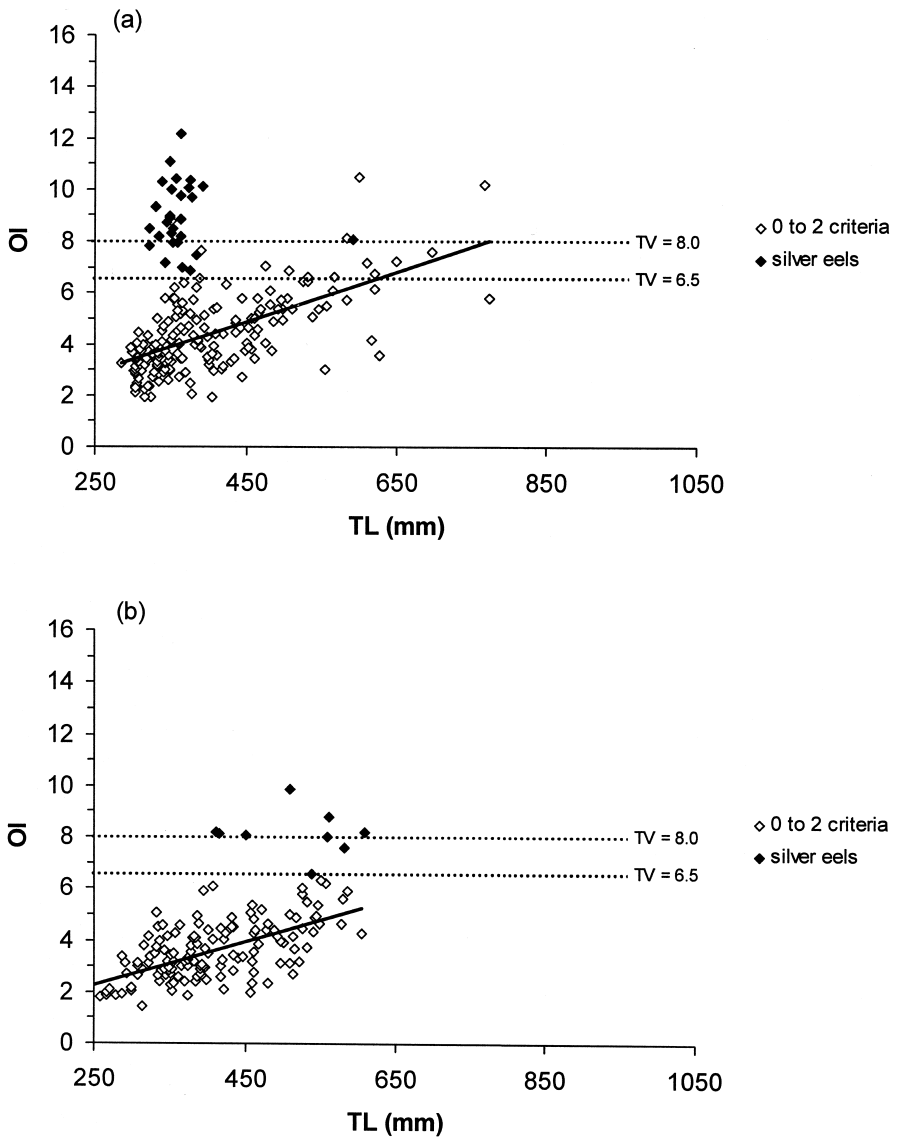 (a)
16
14
12
10
8
6
4
2
0
OI
TV = 8.0
TV = 6.5
0 to 2 criteria
silver eels
250 450 650 850 1050
TL (mm)
(b)
16
14
12
10
8
6
4
2
0
OI
TV = 8.0
TV = 6.5
0 to 2 criteria
silver eels
250 450 650 850 1050
TL (mm)